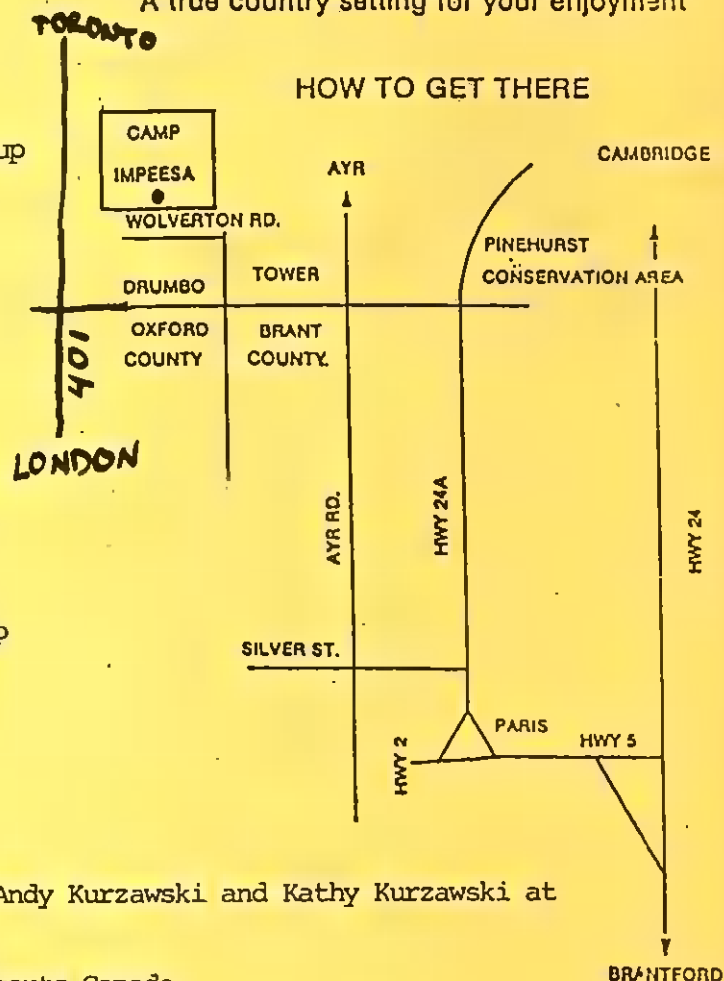 A true country setting for your enjoyment
TORONTO
HOW TO GET THERE
up
CAMP
IMPEESA
AYR
CAMBRIDGE
WOLVERTON RD.
PINEHURST
CONSERVATION AREA
DRUMBO
TOWER
OXFORD
COUNTY
BRANT
COUNTY.
401
LONDON
AYR RD.
HWY 24A
HWY 24
SILVER ST.
PARIS
HWY 2
HWY 5
Andy Kurzawski and Kathy Kurzawski at
Canada
BRANTFORD